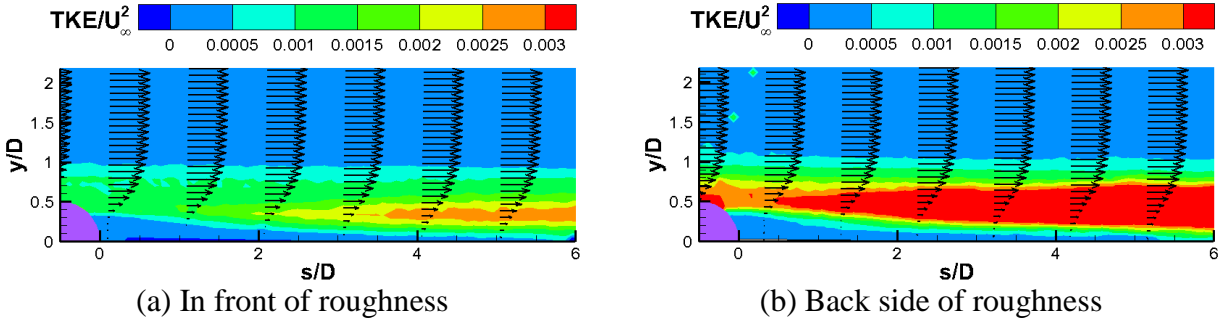 TKE/U²∞
0 0.0005 0.001 0.0015 0.002 0.0025 0.003
y/D
2
1.5
1
0.5
0
0 2 4 6
s/D
(a) In front of roughness
TKE/U²∞
0 0.0005 0.001 0.0015 0.002 0.0025 0.003
y/D
2
1.5
1
0.5
0
0 2 4 6
s/D
(b) Back side of roughness